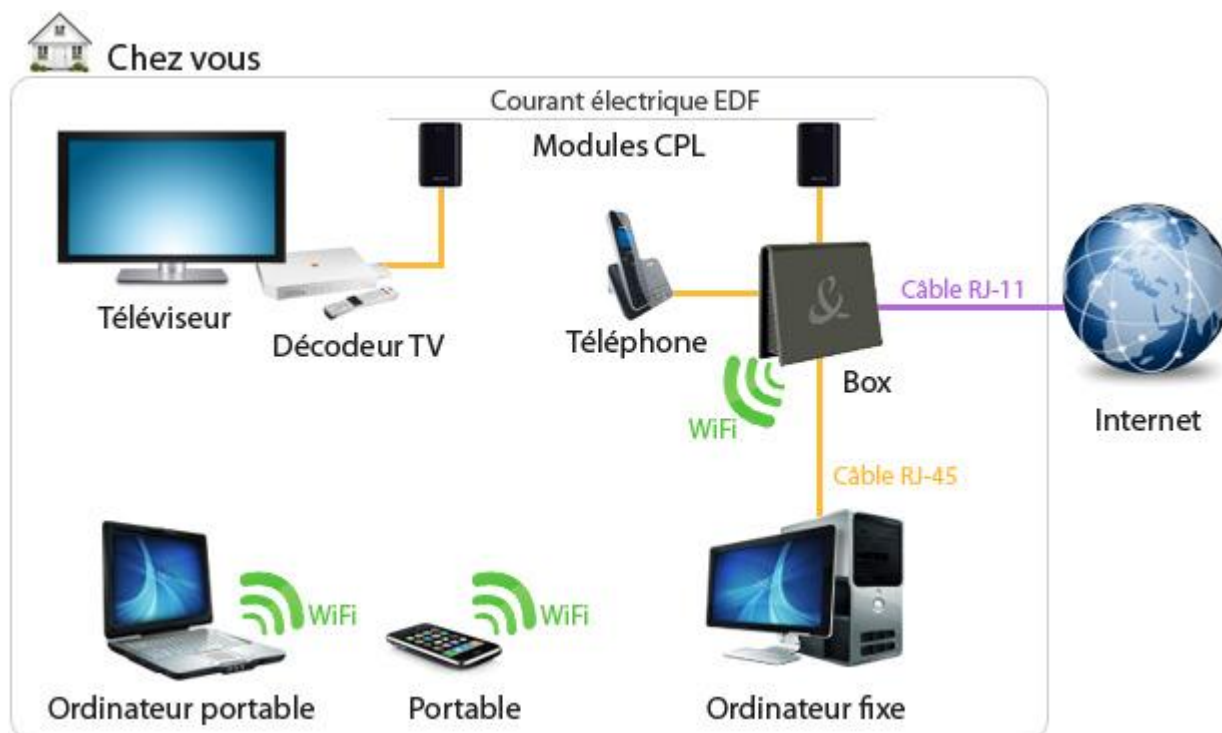 Chez vous
Courant électrique EDF
Modules CPL
Téléviseur
Décodeur TV
Téléphone
&
Box
Câble RJ-11
Internet
WiFi
Câble RJ-45
WiFi
WiFi
Ordinateur portable
Portable
Ordinateur fixe